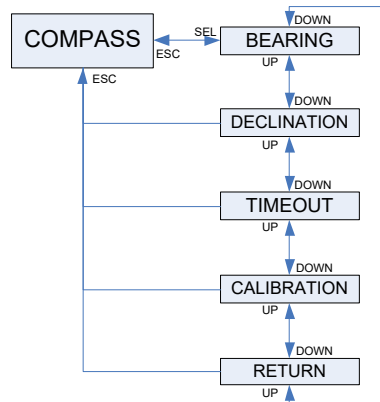 DOWN
COMPASS
SEL
BEARING
ESC
UP
ESC
DOWN
DECLINATION
UP
DOWN
TIMEOUT
UP
DOWN
CALIBRATION
UP
DOWN
RETURN
UP